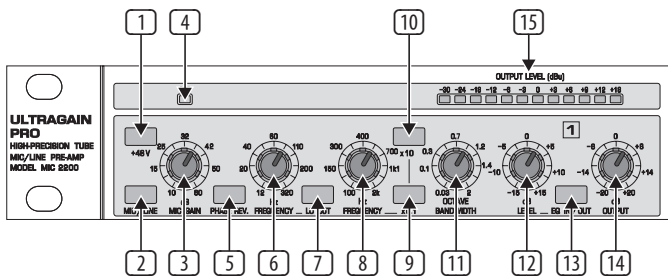 1
4
10
15
OUTPUT LEVEL (dBu)
-30 -24 -18 -12 -6 -3 0 +3 +6 +9 +12 +18
ULTRAGAIN
PRO
HIGH-PRECISION TUBE
MIC/LINE PRE-AMP
MODEL MIC 2200
+48 V
MIC/LINE
10 15 25 32 42 50 60
dB
MIC GAIN
PHASE REV.
12 20 40 60 110 200 320
Hz
FREQUENCY
LO CUT
100 150 300 400 700 1k1 2k
Hz
FREQUENCY
x 10
0.03 0.1 0.3 0.7 1.2 1.4 2
OCTAVE
BANDWIDTH
1
-15 -10 -5 0 +5 +10 +15
dB
LEVEL
EQ IN / OUT
-20 -14 -8 0 +8 +14 +20
dB
OUTPUT
2
3
5
6
7
8
9
11
12
13
14